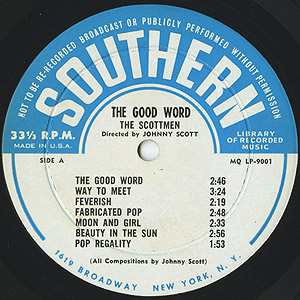 NOT TO BE RE-RECORDED BROADCAST OR PUBLICLY PERFORMED WITHOUT PERMISSION
SOUTHERN
THE GOOD WORD
THE SCOTTMEN
Directed by JOHNNY SCOTT
33⅓ R.P.M.
MADE IN U.S.A.
LIBRARY OF RECORDED MUSIC
SIDE A
MQ LP-9001
THE GOOD WORD 2:46
WAY TO MEET 3:24
FEVERISH 2:19
FABRICATED POP 2:48
MOON AND GIRL 2:33
BEAUTY IN THE SUN 2:56
POP REGALITY 1:53
(All Compositions by Johnny Scott)
1619 BROADWAY NEW YORK, N. Y.